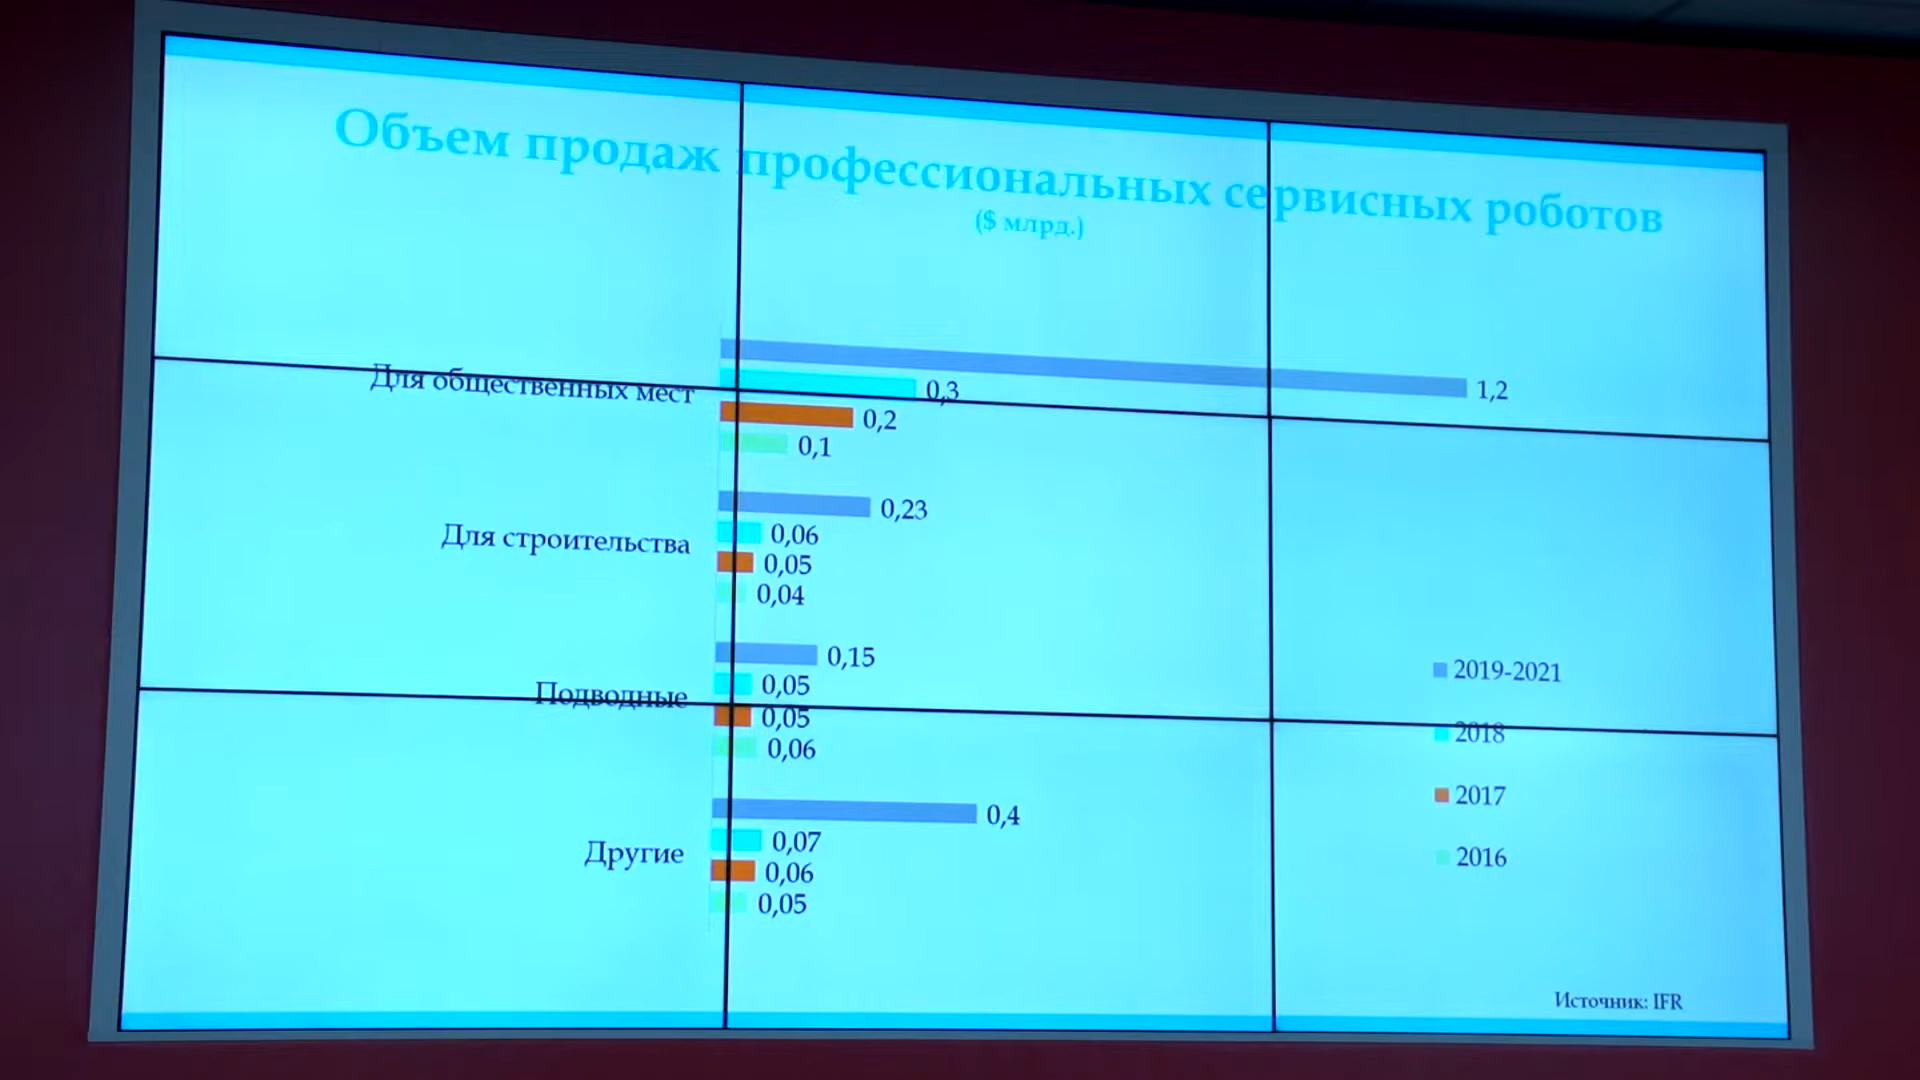 Объем продаж профессиональных сервисных роботов
($ млрд.)
1,2
Для общественных мест
0,3
0,2
0,1
0,23
Для строительства
0,06
0,05
0,04
0,15
0,05
Подводные
0,05
0,06
0,4
0,07
Другие
0,06
0,05
2019-2021
2018
2017
2016
Источник: IFR